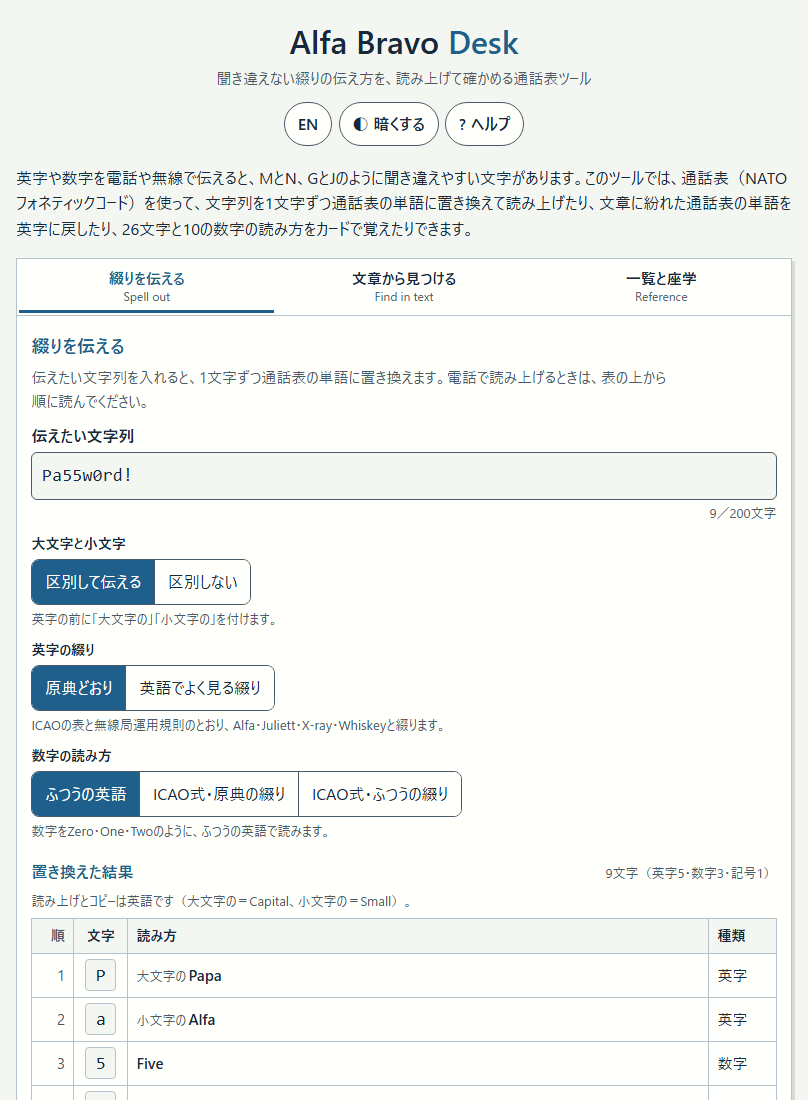 Alfa Bravo Desk
聞き違えない綴りの伝え方を、読み上げて確かめる通話表ツール
EN ◐ 暗くする ? ヘルプ
英字や数字を電話や無線で伝えると、MとN、GとJのように聞き違えやすい文字があります。このツールでは、通話表（NATO
フォネティックコード）を使って、文字列を1文字ずつ通話表の単語に置き換えて読み上げたり、文章に紛れた通話表の単語を
英字に戻したり、26文字と10の数字の読み方をカードで覚えたりできます。
綴りを伝える 文章から見つける 一覧と座学
Spell out Find in text Reference
綴りを伝える
伝えたい文字列を入れると、1文字ずつ通話表の単語に置き換えます。電話で読み上げるときは、表の上から
順に読んでください。
伝えたい文字列
Pa55w0rd!
9／200文字
大文字と小文字
区別して伝える 区別しない
英字の前に「大文字の」「小文字の」を付けます。
英字の綴り
原典どおり 英語でよく見る綴り
ICAOの表と無線局運用規則のとおり、Alfa・Juliett・X-ray・Whiskeyと綴ります。
数字の読み方
ふつうの英語 ICAO式・原典の綴り ICAO式・ふつうの綴り
数字をZero・One・Twoのように、ふつうの英語で読みます。
置き換えた結果 9文字（英字5・数字3・記号1）
読み上げとコピーは英語です（大文字の＝Capital、小文字の＝Small）。
順 文字 読み方 種類
1 P 大文字の Papa 英字
2 a 小文字の Alfa 英字
3 5 Five 数字